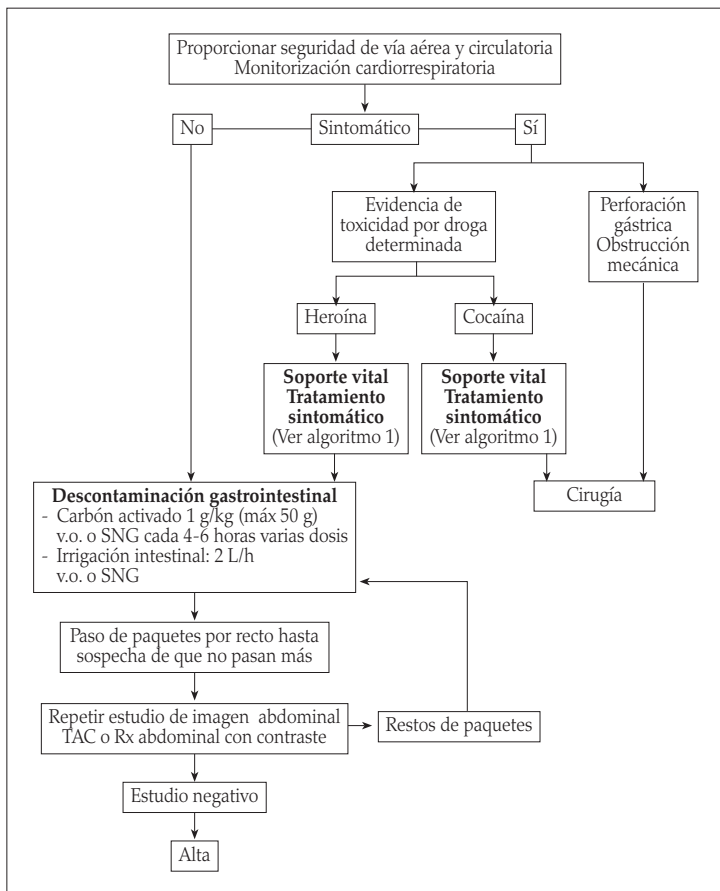 Proporcionar seguridad de vía aérea y circulatoria
Monitorización cardiorrespiratoria
No
Sintomático
Sí
Evidencia de
toxicidad por droga
determinada
Perforación
gástrica
Obstrucción
mecánica
Heroína
Cocaína
Soporte vital
Tratamiento
sintomático
(Ver algoritmo 1)
Soporte vital
Tratamiento
sintomático
(Ver algoritmo 1)
Cirugía
Descontaminación gastrointestinal
- Carbón activado 1 g/kg (máx 50 g)
v.o. o SNG cada 4-6 horas varias dosis
- Irrigación intestinal: 2 L/h
v.o. o SNG
Paso de paquetes por recto hasta
sospecha de que no pasan más
Repetir estudio de imagen abdominal
TAC o Rx abdominal con contraste
Restos de paquetes
Estudio negativo
Alta